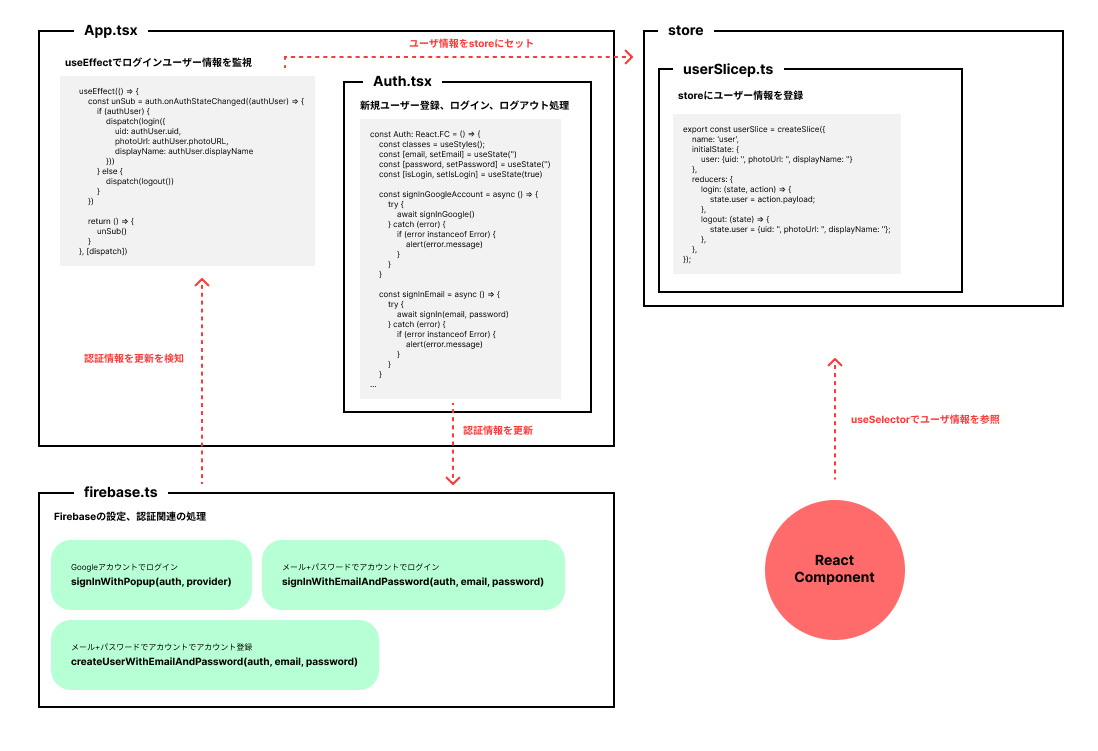 App.tsx
useEffectでログインユーザー情報を監視
useEffect(() => {
const unSub = auth.onAuthStateChanged((authUser) => {
if (authUser) {
dispatch(login({
uid: authUser.uid,
photoUrl: authUser.photoURL,
displayName: authUser.displayName
}))
} else {
dispatch(logout())
}
})
return () => {
unSub()
}
}, [dispatch])
ユーザ情報をstoreにセット
Auth.tsx
新規ユーザー登録、ログイン、ログアウト処理
const Auth: React.FC = () => {
const classes = useStyles();
const [email, setEmail] = useState('')
const [password, setPassword] = useState('')
const [isLogin, setIsLogin] = useState(true)
const signInGoogleAccount = async () => {
try {
await signInGoogle()
} catch (error) {
if (error instanceof Error) {
alert(error.message)
}
}
}
const signInEmail = async () => {
try {
await signIn(email, password)
} catch (error) {
if (error instanceof Error) {
alert(error.message)
}
}
}
...
store
userSlicep.ts
storeにユーザー情報を登録
export const userSlice = createSlice({
name: 'user',
initialState: {
user: {uid: '', photoUrl: '', displayName: ''}
},
reducers: {
login: (state, action) => {
state.user = action.payload;
},
logout: (state) => {
state.user = {uid: '', photoUrl: '', displayName: ''};
},
},
});
認証情報を更新を検知
認証情報を更新
useSelectorでユーザ情報を参照
firebase.ts
Firebaseの設定、認証関連の処理
Googleアカウントでログイン
signInWithPopup(auth, provider)
メール+パスワードでアカウントでログイン
signInWithEmailAndPassword(auth, email, password)
メール+パスワードでアカウントでアカウント登録
createUserWithEmailAndPassword(auth, email, password)
React
Component